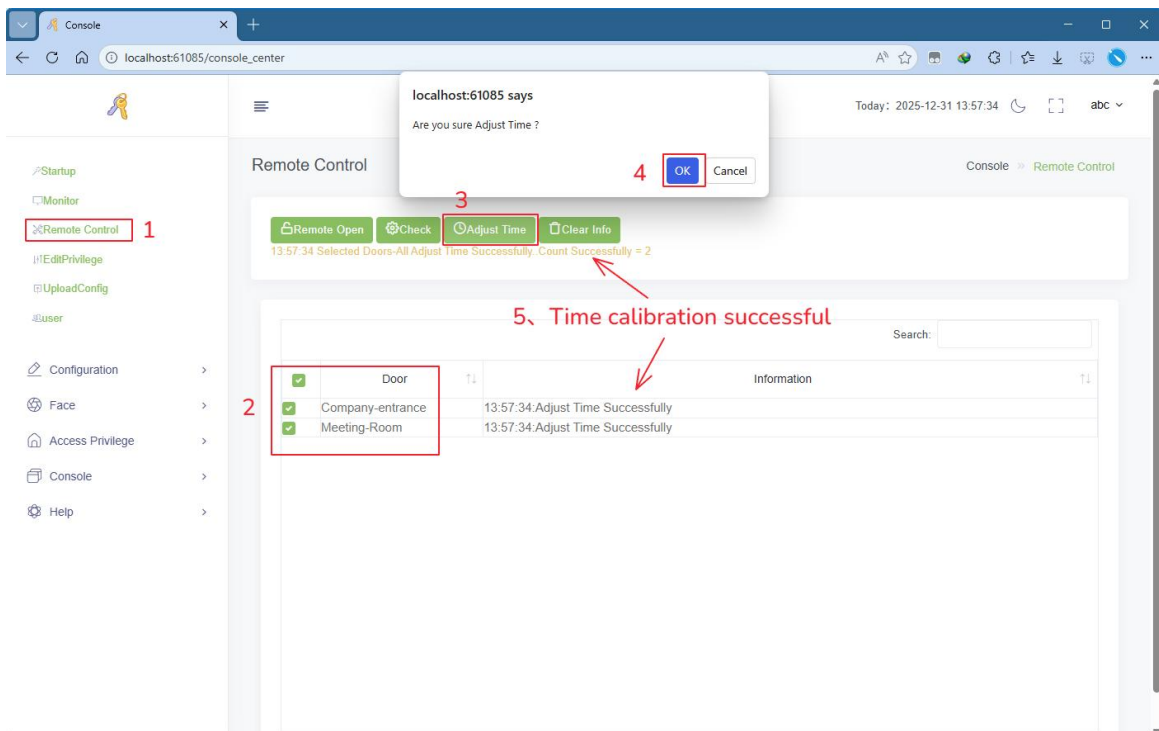 Console
localhost:61085/console_center
localhost:61085 says
Are you sure Adjust Time ?
4
OK
Cancel
Today: 2025-12-31 13:57:34
abc
Remote Control
Console » Remote Control
Startup
Monitor
Remote Control
1
EditPrivilege
UploadConfig
user
Configuration
Face
Access Privilege
Console
Help
3
Remote Open
Check
Adjust Time
Clear Info
13:57:34 Selected Doors-All Adjust Time Successfully .Count Successfully = 2
5、Time calibration successful
Search:
2
Door
Information
Company-entrance
13:57:34:Adjust Time Successfully
Meeting-Room
13:57:34:Adjust Time Successfully